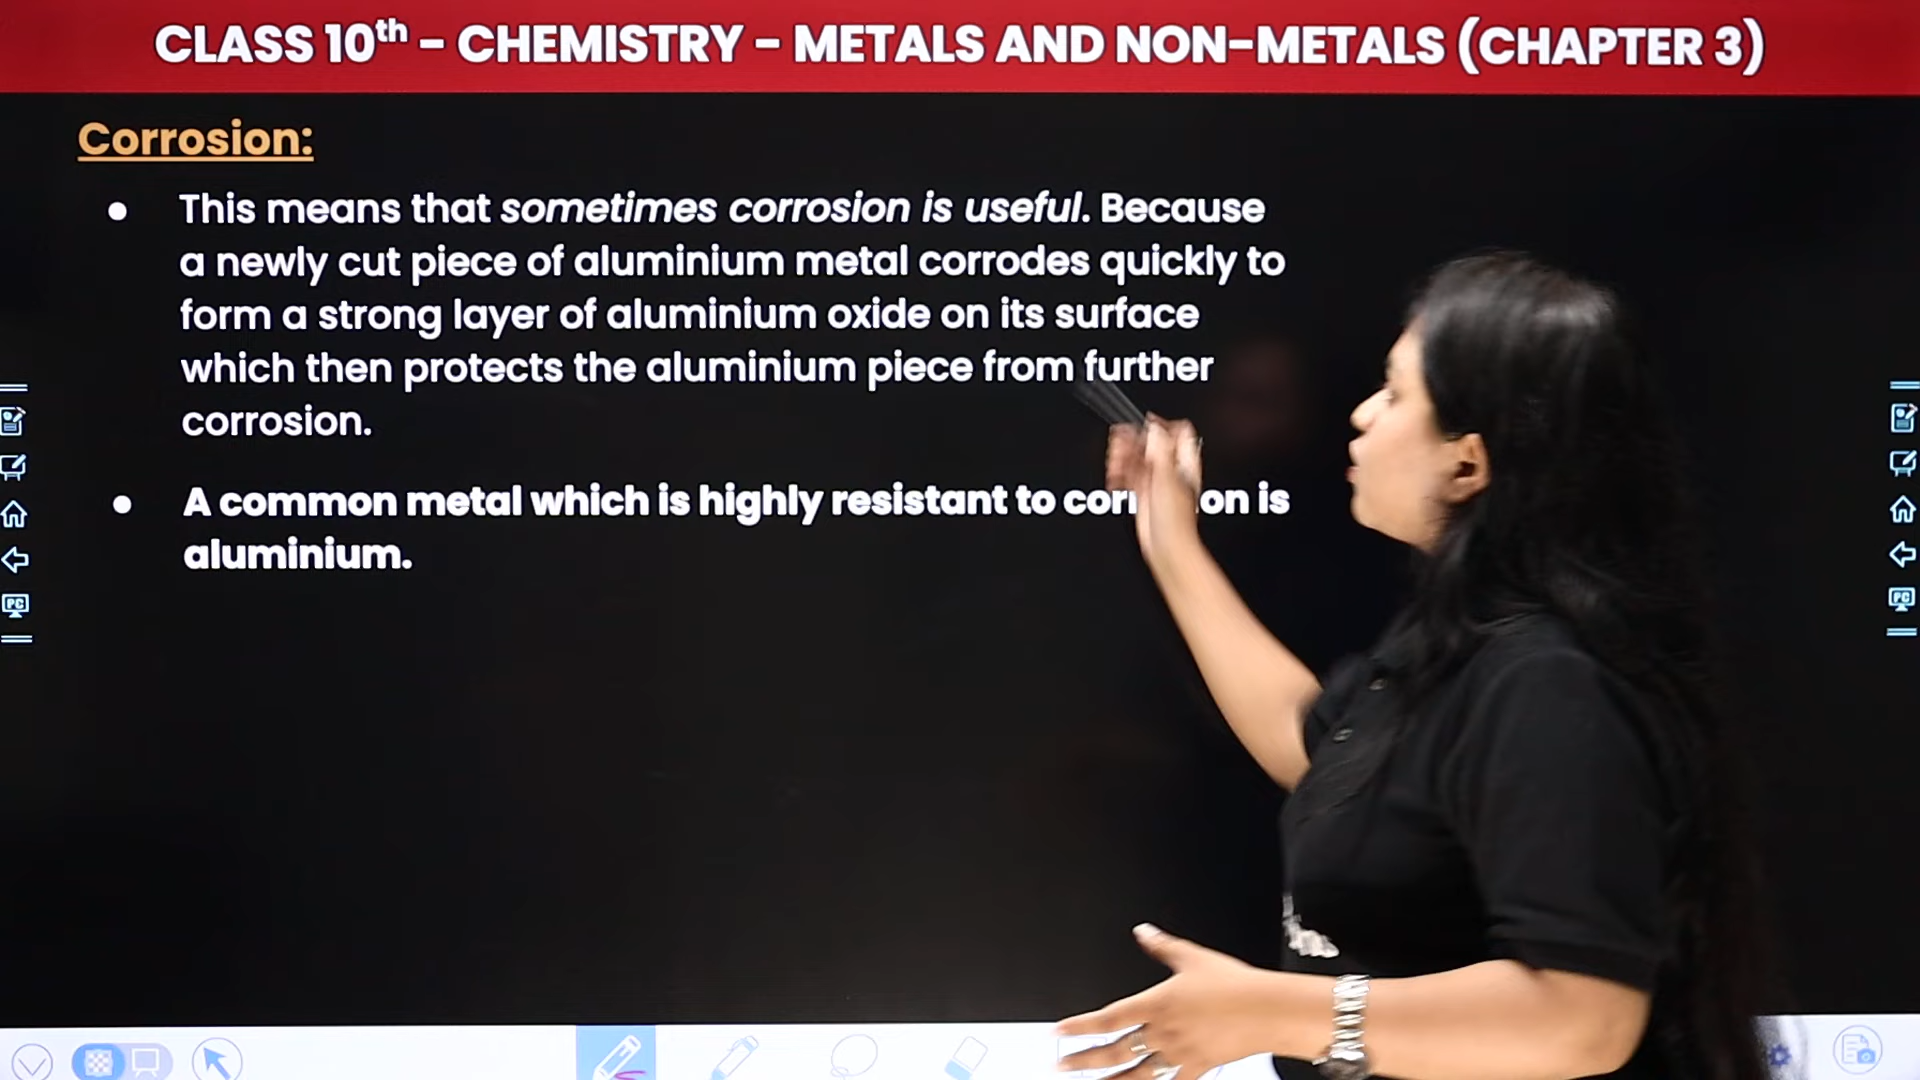 CLASS 10th - CHEMISTRY - METALS AND NON-METALS (CHAPTER 3)
Corrosion:
● This means that sometimes corrosion is useful. Because
a newly cut piece of aluminium metal corrodes quickly to
form a strong layer of aluminium oxide on its surface
which then protects the aluminium piece from further
corrosion.
● A common metal which is highly resistant to on is
aluminium.
PC
PC